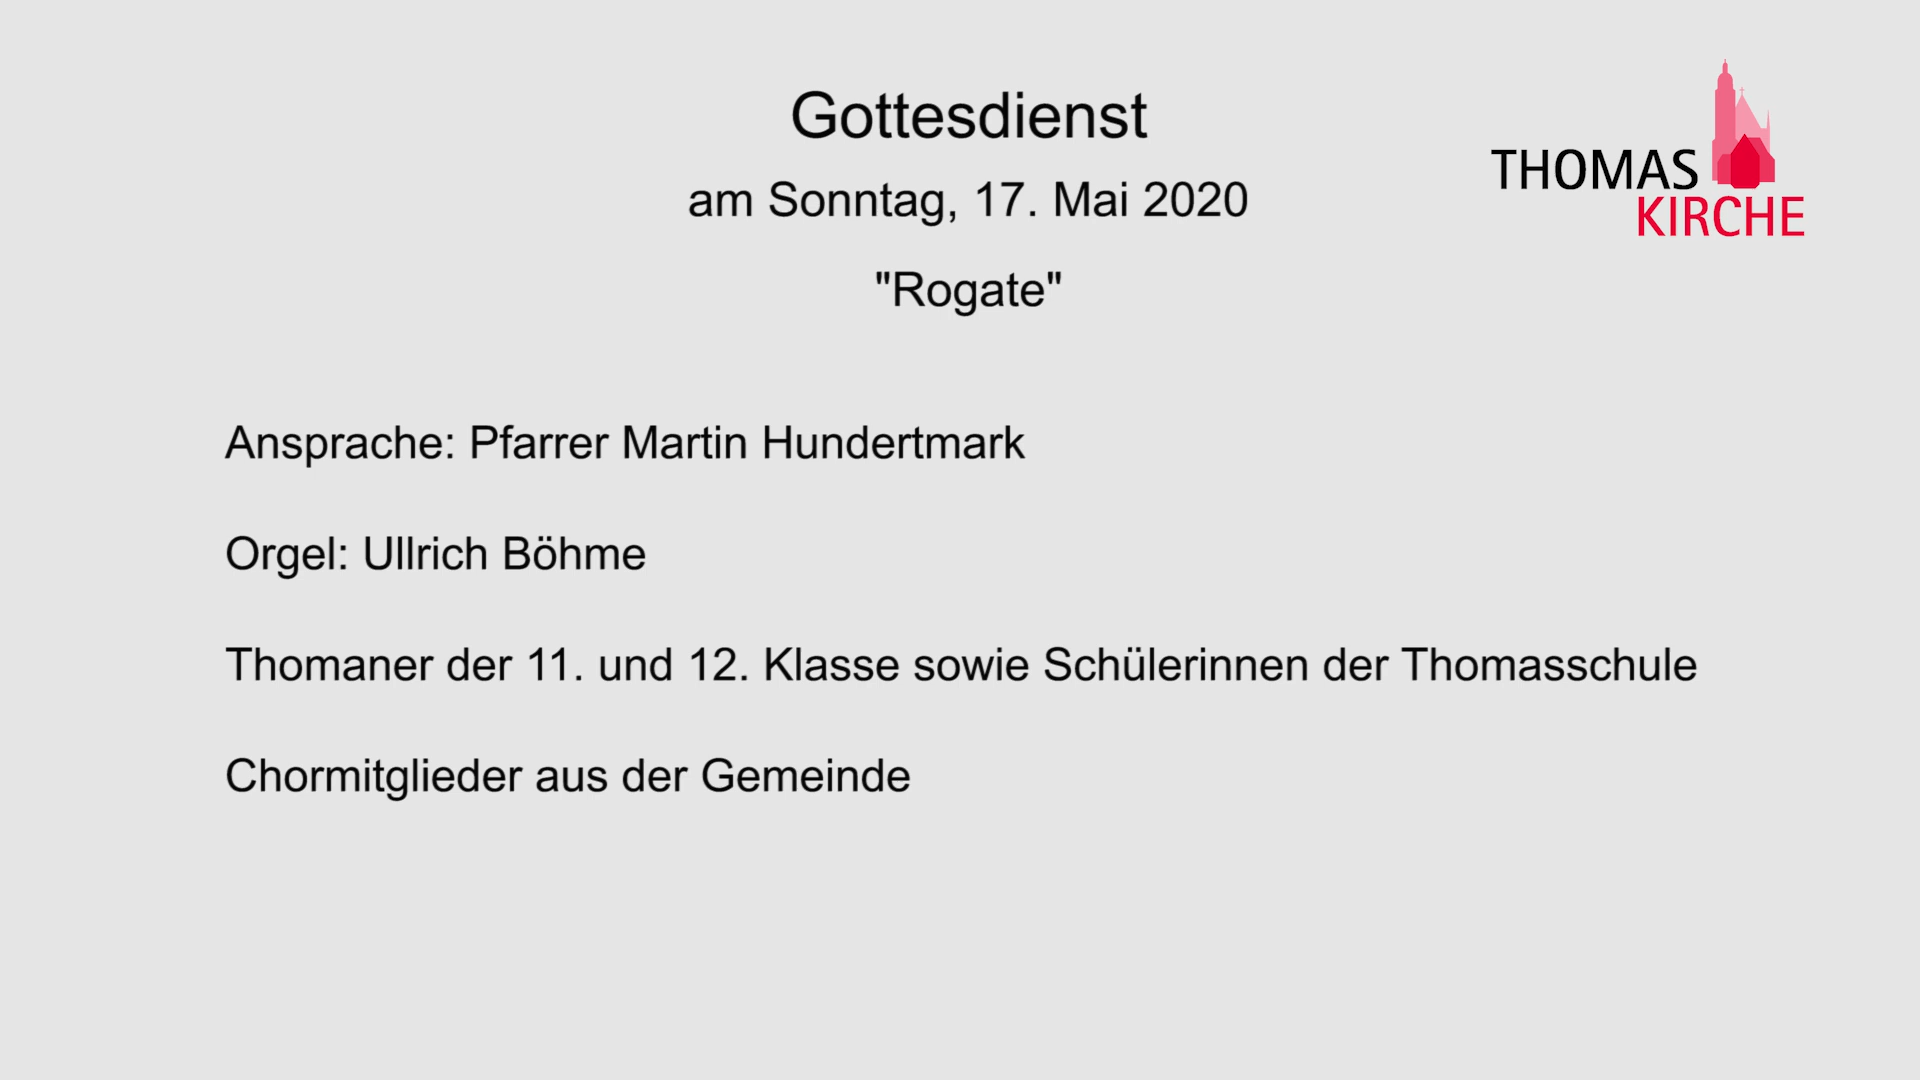 Gottesdienst
am Sonntag, 17. Mai 2020
"Rogate"
THOMAS
KIRCHE
Ansprache: Pfarrer Martin Hundertmark
Orgel: Ullrich Böhme
Thomaner der 11. und 12. Klasse sowie Schülerinnen der Thomasschule
Chormitglieder aus der Gemeinde